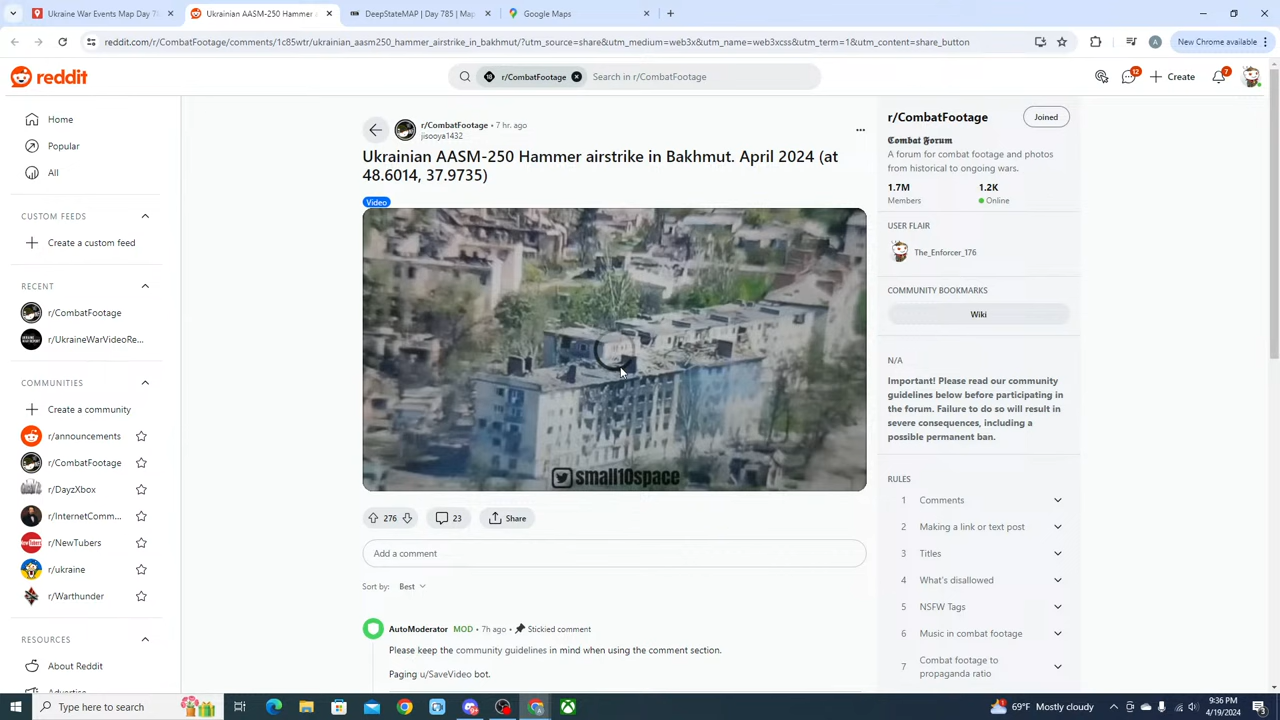 Ukraine War Events Map Day 7
Ukrainian AASM-250 Hammer a
DeepStateMAP | Day 785 | Map
Google Maps
reddit.com/r/CombatFootage/comments/1c85wtr/ukrainian_aasm250_hammer_airstrike_in_bakhmut/?utm_source=share&utm_medium=web3x&utm_name=web3xcss&utm_term=1&utm_content=share_button
A
New Chrome available
reddit
r/CombatFootage
Search in r/CombatFootage
12
Create
7
Home
Popular
All
CUSTOM FEEDS
Create a custom feed
RECENT
r/CombatFootage
r/UkraineWarVideoRe...
COMMUNITIES
Create a community
r/announcements
r/CombatFootage
r/DayzXbox
r/InternetComm...
r/NewTubers
r/ukraine
r/Warthunder
RESOURCES
About Reddit
Advertise
r/CombatFootage • 7 hr. ago
jisooya1432
Ukrainian AASM-250 Hammer airstrike in Bakhmut. April 2024 (at
48.6014, 37.9735)
Video
small10space
276
23
Share
Add a comment
Sort by: Best
AutoModerator MOD • 7h ago • Stickied comment
Please keep the community guidelines in mind when using the comment section.
Paging u/SaveVideo bot.
r/CombatFootage
Joined
Combat Forum
A forum for combat footage and photos
from historical to ongoing wars.
1.7M
1.2K
Members
Online
USER FLAIR
The_Enforcer_176
COMMUNITY BOOKMARKS
Wiki
N/A
Important! Please read our community
guidelines below before participating in
the forum. Failure to do so will result in
severe consequences, including a
possible permanent ban.
RULES
1 Comments
2 Making a link or text post
3 Titles
4 What's disallowed
5 NSFW Tags
6 Music in combat footage
7 Combat footage to
propaganda ratio
Type here to search
69°F Mostly cloudy
9:36 PM
4/19/2024